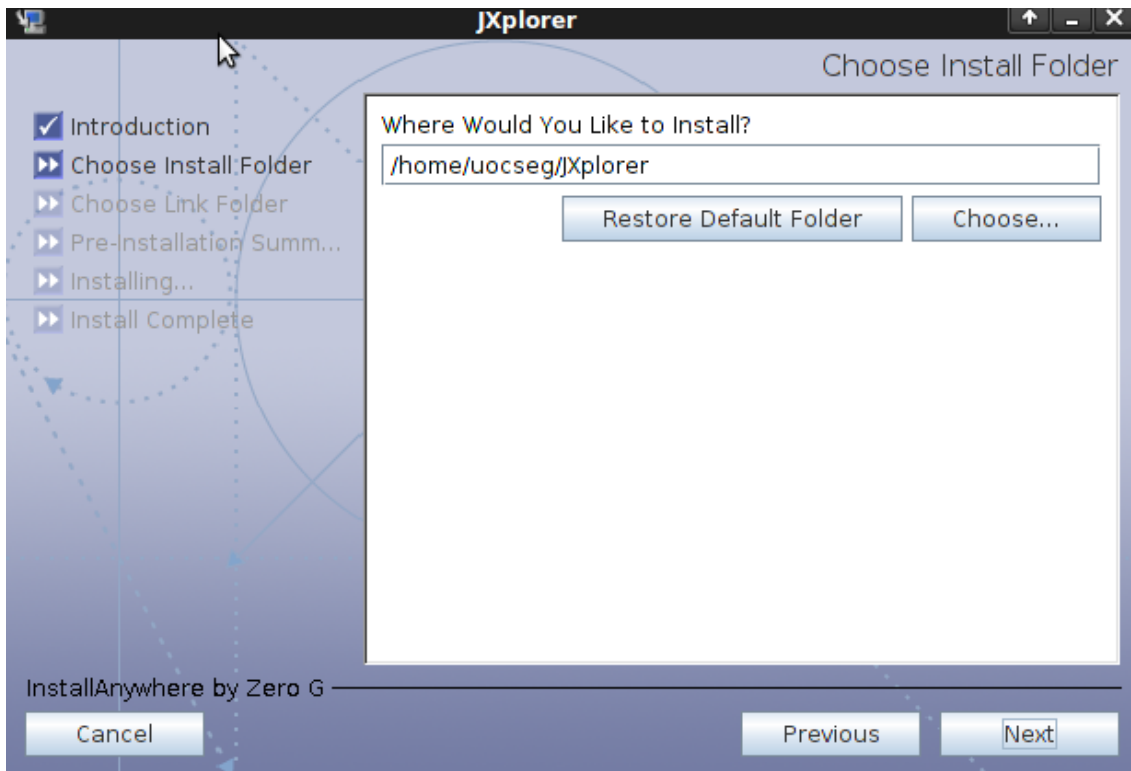 JXplorer
Choose Install Folder
Introduction
Choose Install Folder
Choose Link Folder
Pre-Installation Summ...
Installing...
Install Complete
Where Would You Like to Install?
/home/uocseg/JXplorer
Restore Default Folder
Choose...
InstallAnywhere by Zero G
Cancel
Previous
Next